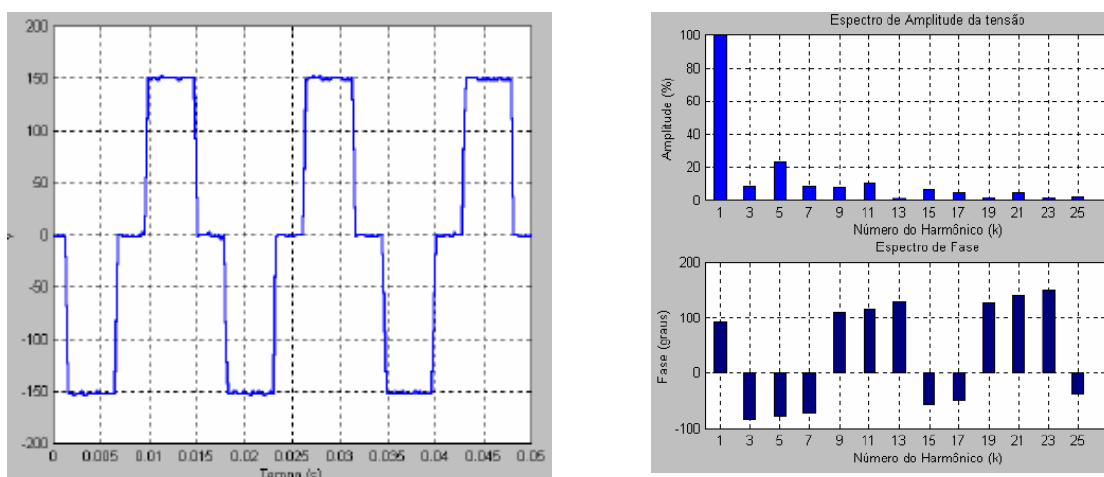 200
150
100
50
0
-50
-100
-150
-200
0 0.005 0.01 0.015 0.02 0.025 0.03 0.035 0.04 0.045 0.05
Tempo (s)
Espectro de Amplitude da tensão
Amplitude (%)
100
80
60
40
20
0
1 3 5 7 9 11 13 15 17 19 21 23 25
Número do Harmônico (k)
Espectro de Fase
Fase (graus)
200
100
0
-100
1 3 5 7 9 11 13 15 17 19 21 23 25
Número do Harmônico (k)